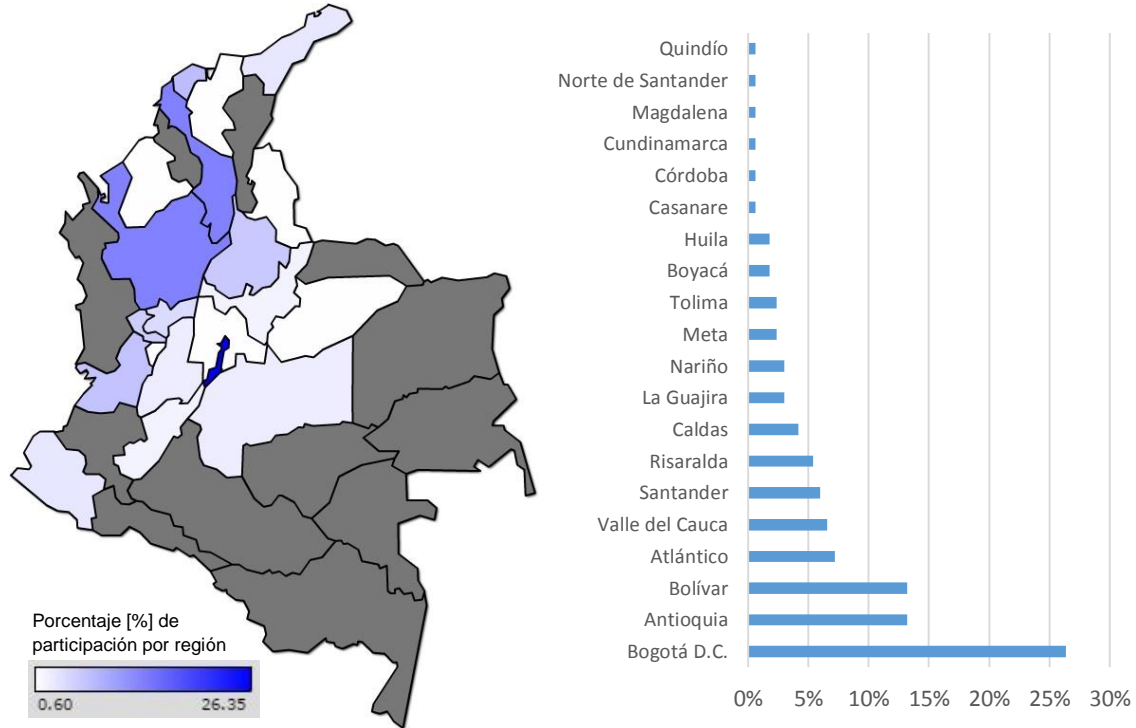 Porcentaje [%] de
participación por región
0.60 26.35
Quindío
Norte de Santander
Magdalena
Cundinamarca
Córdoba
Casanare
Huila
Boyacá
Tolima
Meta
Nariño
La Guajira
Caldas
Risaralda
Santander
Valle del Cauca
Atlántico
Bolívar
Antioquia
Bogotá D.C.
0% 5% 10% 15% 20% 25% 30%